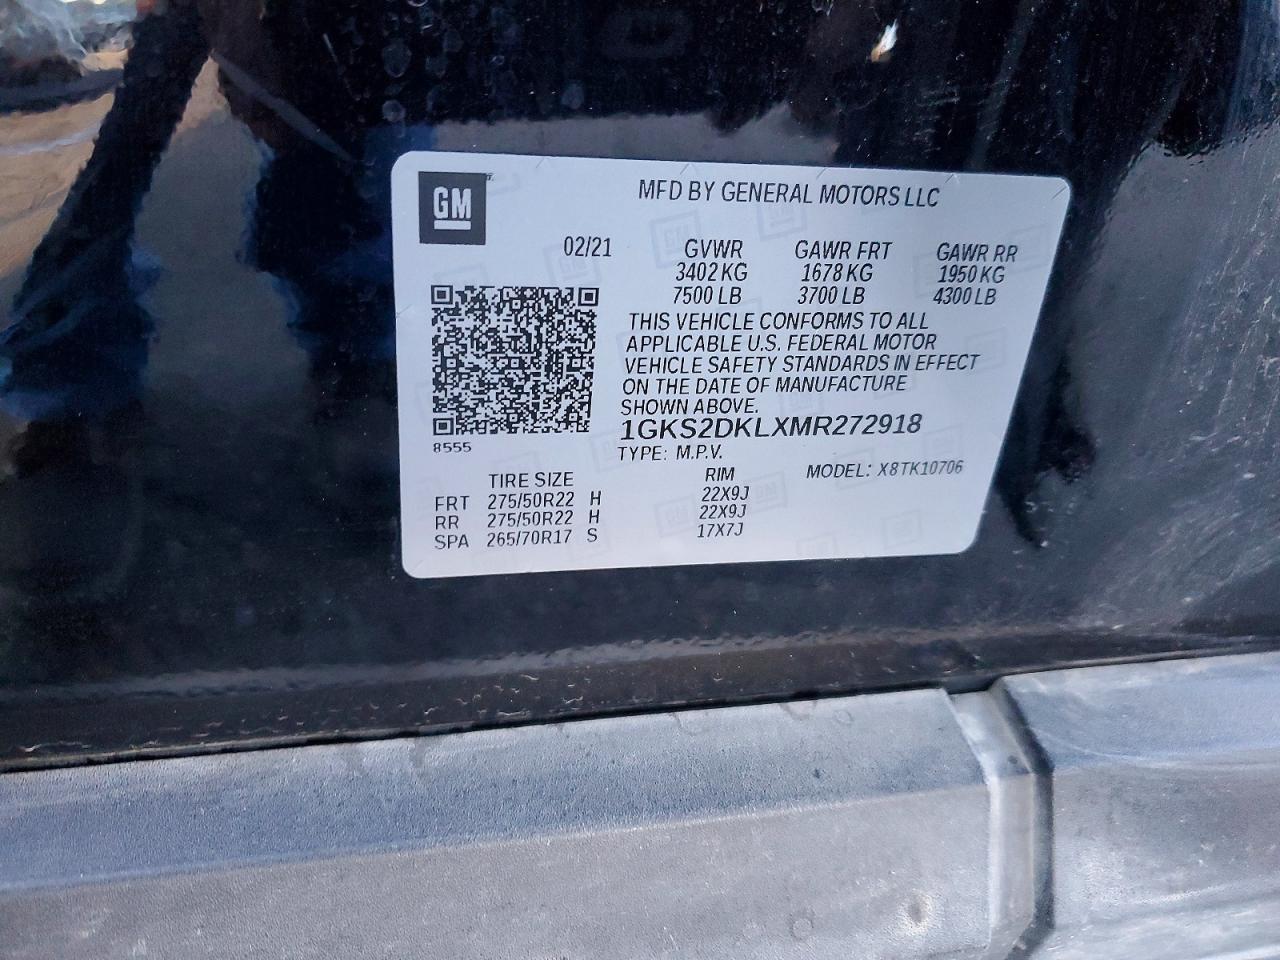 GM
MFD BY GENERAL MOTORS LLC
02/21 GVWR GAWR FRT GAWR RR
3402 KG 1678 KG 1950 KG
7500 LB 3700 LB 4300 LB
THIS VEHICLE CONFORMS TO ALL
APPLICABLE U.S. FEDERAL MOTOR
VEHICLE SAFETY STANDARDS IN EFFECT
ON THE DATE OF MANUFACTURE
SHOWN ABOVE.
1GKS2DKLXMR272918
8555
TYPE: M.P.V.
MODEL: X8TK10706
TIRE SIZE RIM
FRT 275/50R22 H 22X9J
RR 275/50R22 H 22X9J
SPA 265/70R17 S 17X7J